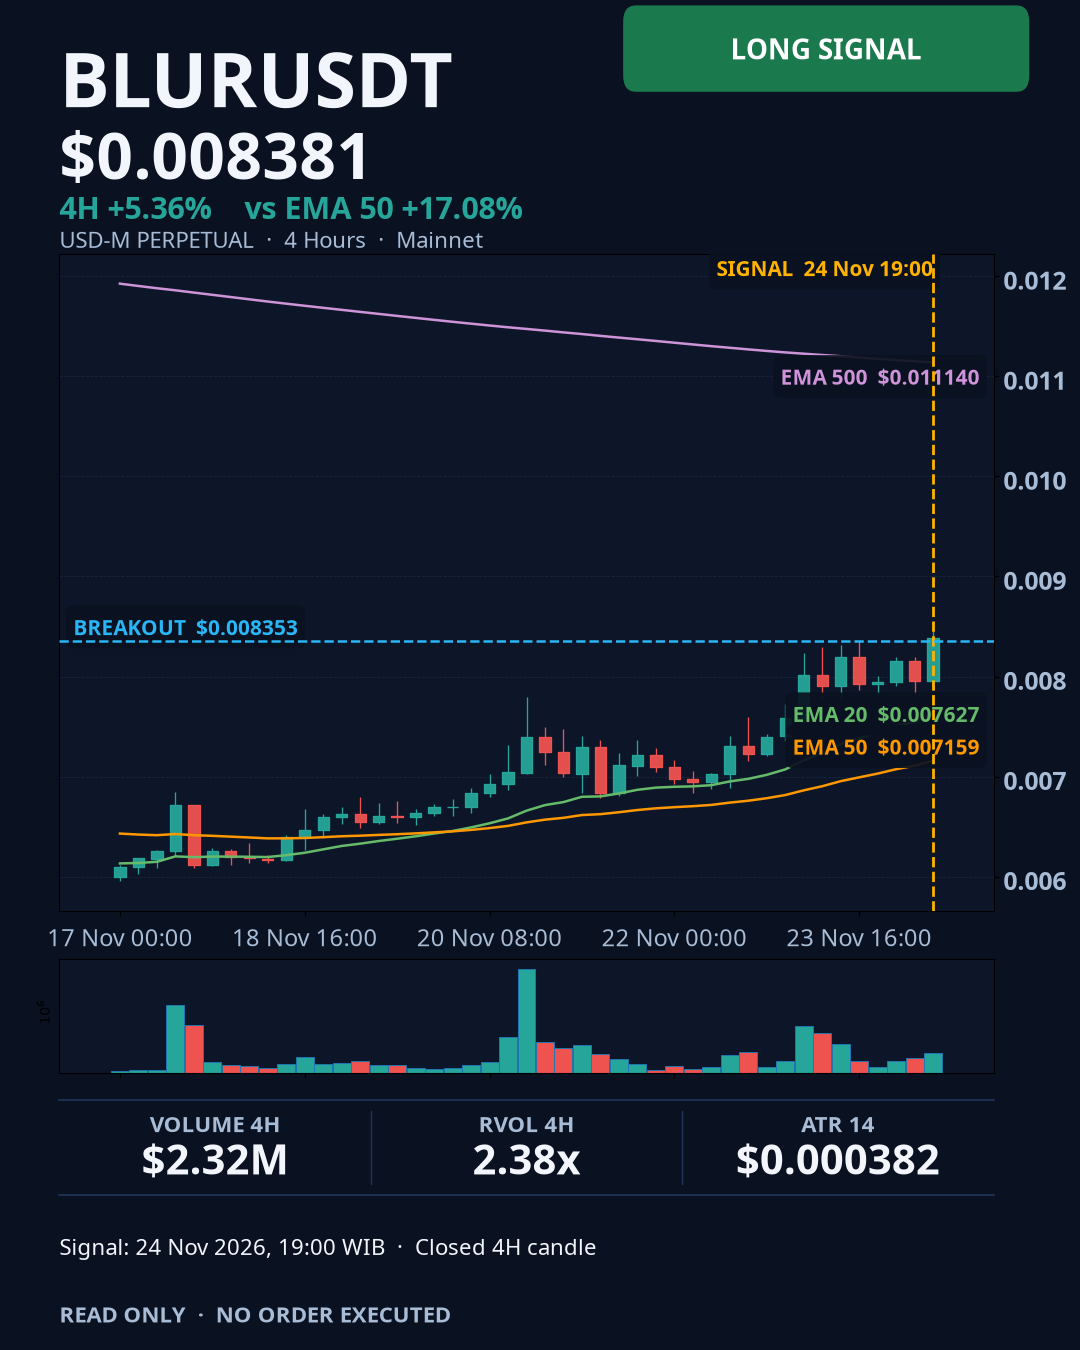 LONG SIGNAL
BLURUSDT
$0.008381
4H +5.36% vs EMA 50 +17.08%
USD-M PERPETUAL · 4 Hours · Mainnet
SIGNAL 24 Nov 19:00
0.012
EMA 500 $0.011140
0.011
0.010
0.009
BREAKOUT $0.008353
0.008
EMA 20 $0.007627
EMA 50 $0.007159
0.007
0.006
17 Nov 00:00 18 Nov 16:00 20 Nov 08:00 22 Nov 00:00 23 Nov 16:00
10⁶
VOLUME 4H RVOL 4H ATR 14
$2.32M 2.38x $0.000382
Signal: 24 Nov 2026, 19:00 WIB · Closed 4H candle
READ ONLY · NO ORDER EXECUTED